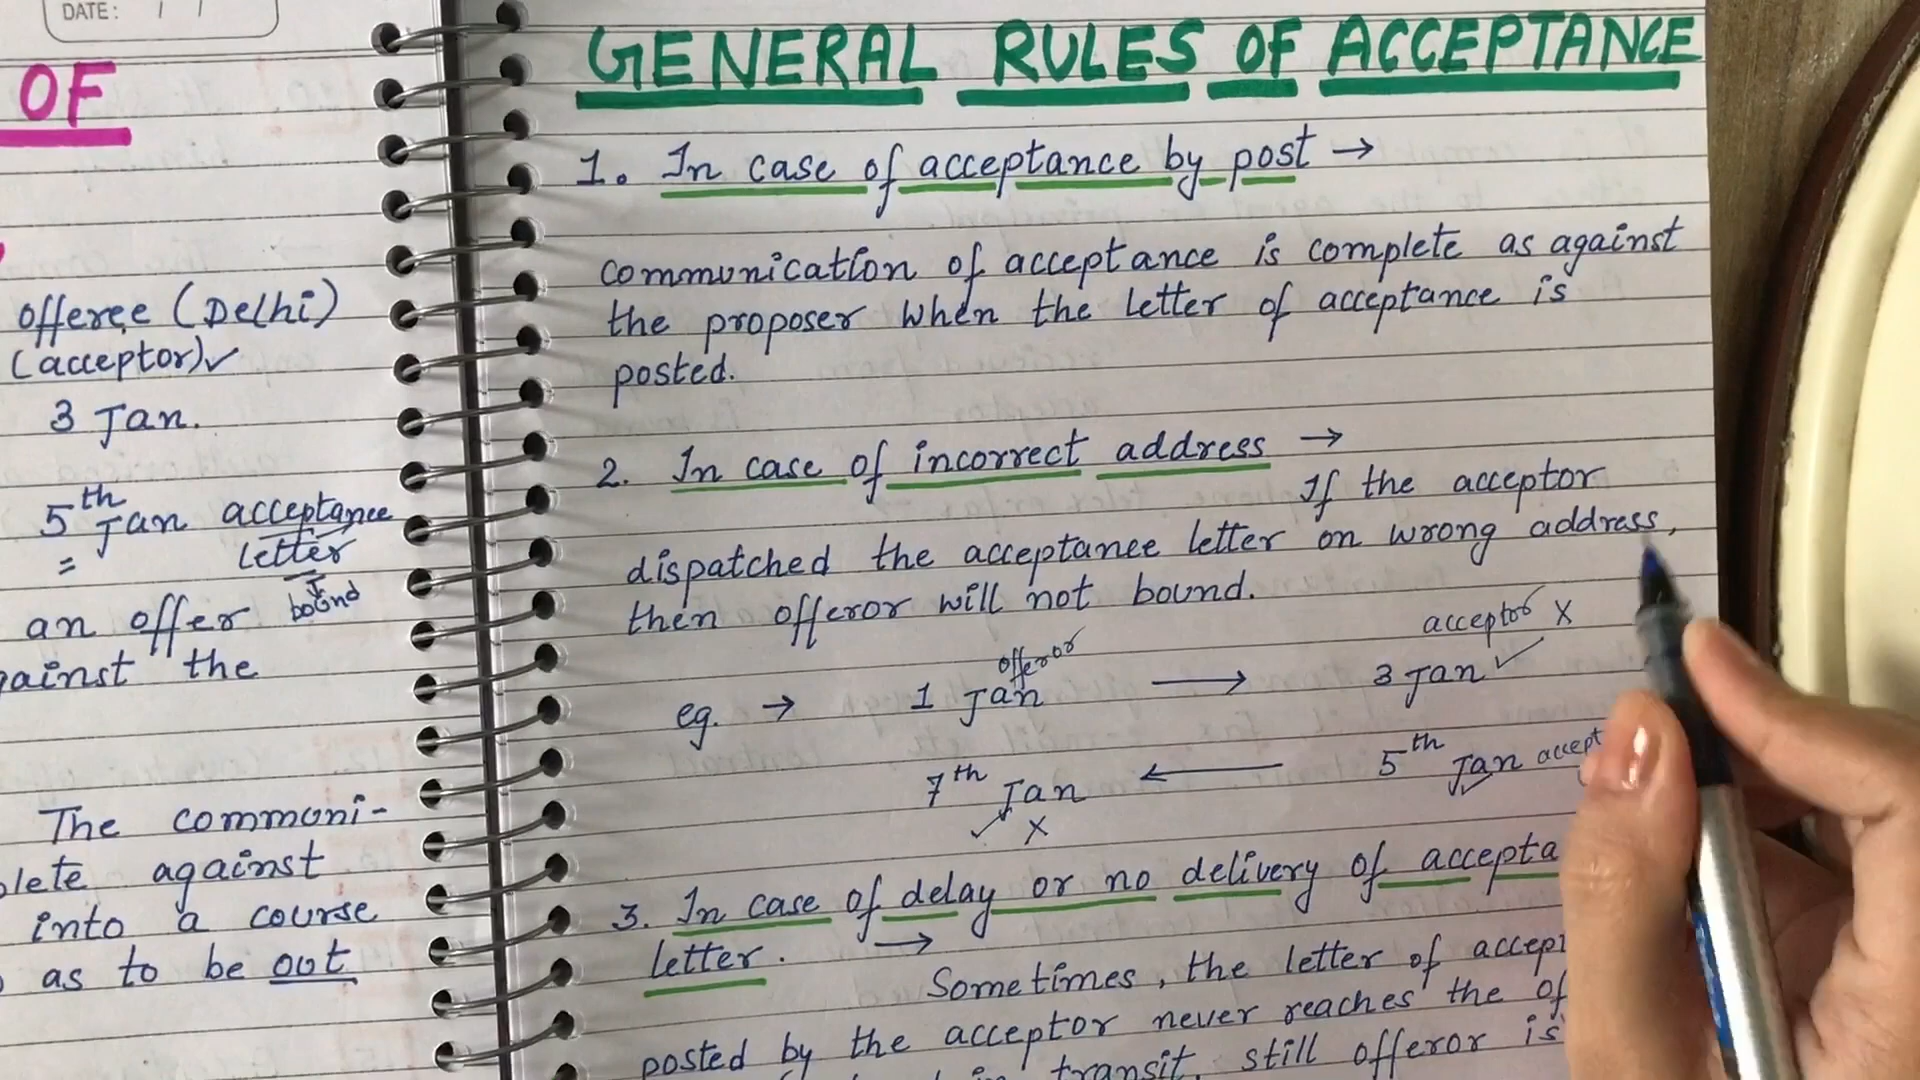 DATE: / /
OF
offeree (Delhi)
(acceptor)✓
3 Jan.
5th Jan acceptance
= letter
bound
an offer
gainst the
The communi-
plete against
into a course
as to be out
GENERAL RULES OF ACCEPTANCE
1. In case of acceptance by post →
communication of acceptance is complete as against
the proposer when the letter of acceptance is
posted.
2. In case of incorrect address →
If the acceptor
dispatched the acceptance letter on wrong address,
then offeror will not bound.
offeror acceptor X
eg. → 1 Jan → 3 Jan ✓
7th Jan ← 5th Jan accept
✓ X
3. In case of delay or no delivery of accepta
letter. →
Sometimes, the letter of accep
posted by the acceptor never reaches the of
transit, still offeror is